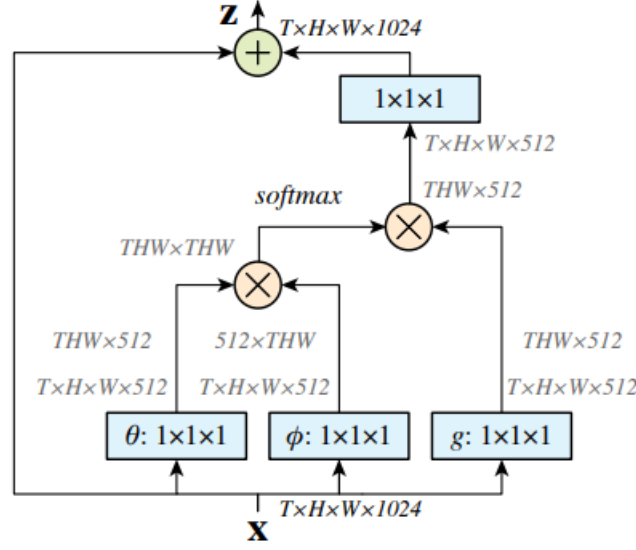 z
T×H×W×1024
+
1×1×1
T×H×W×512
THW×512
softmax
×
THW×THW
×
THW×512 512×THW THW×512
T×H×W×512 T×H×W×512 T×H×W×512
θ: 1×1×1 ϕ: 1×1×1 g: 1×1×1
x T×H×W×1024